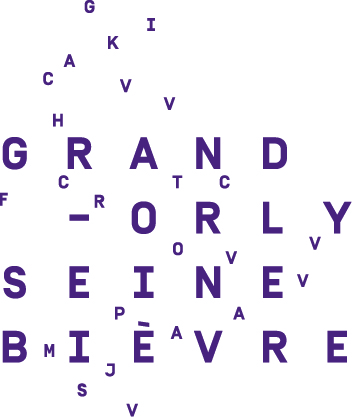 G
I
K
A
C
V
V
H
GRAND
C T C
F R
-ORLY
V
O V
SEINE
V
P A
A
BIÈVRE
M
J
S
V